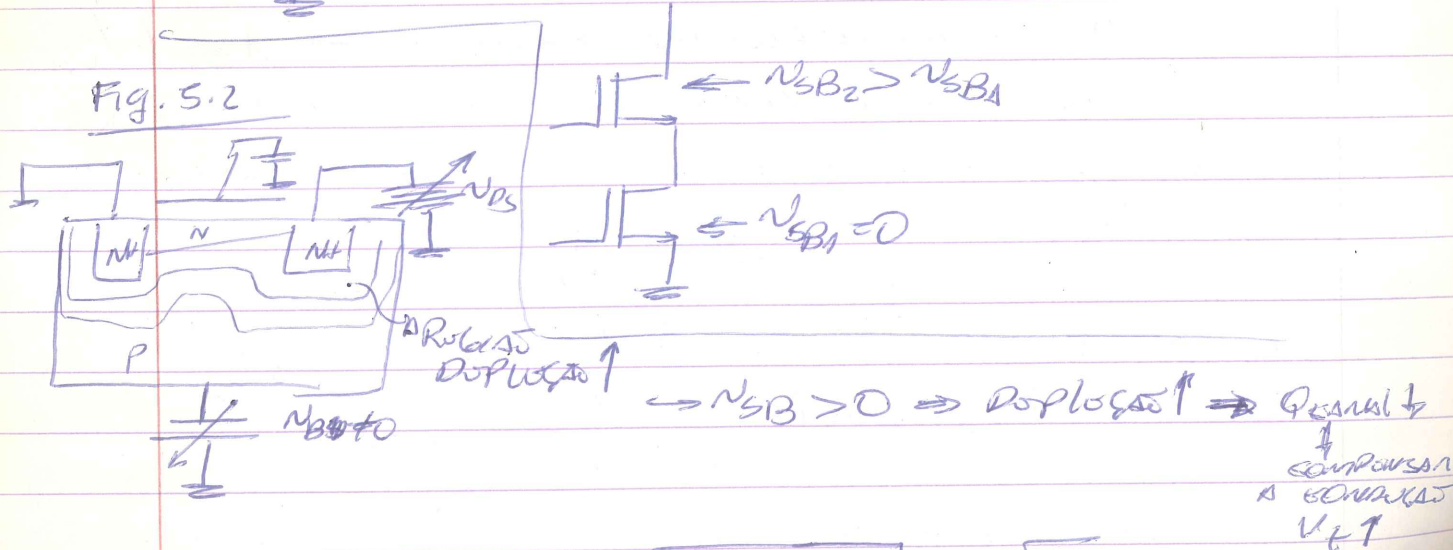 Fig. 5.2
← vSB2 > vSB1
vDS
← vSB1 = 0
N
N+
N+
P
REGIÃO
DEPLEÇÃO ↑
vB ≠ 0
↪ vSB > 0 ⇒ DEPLEÇÃO ↑ ⇒ QCANAL ↓
↓
COMPENSAR
A CONDUÇÃO
Vt ↑